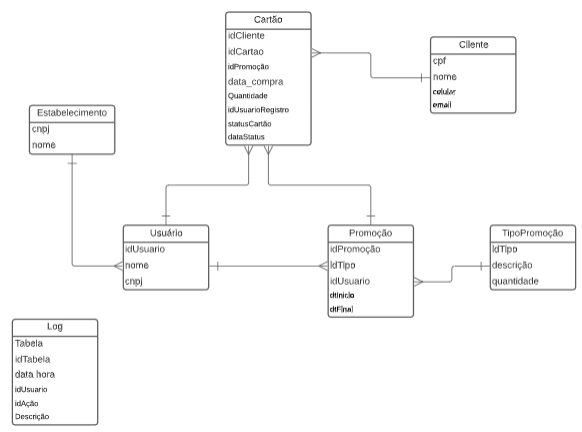 Cartão
idCliente
idCartao
idPromoção
data_compra
Quantidade
idUsuarioRegistro
statusCartão
dataStatus
Cliente
cpf
nome
celular
email
Estabelecimento
cnpj
nome
Usuário
idUsuario
nome
cnpj
Promoção
idPromoção
idTipo
idUsuario
dtInicio
dtFinal
TipoPromoção
idTipo
descrição
quantidade
Log
Tabela
idTabela
data hora
idUsuario
idAção
Descrição